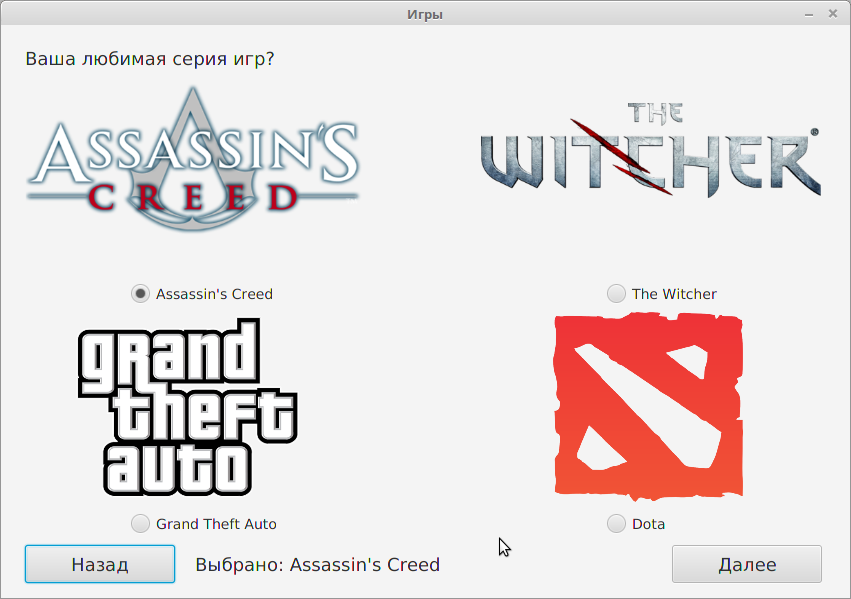 Игры
Ваша любимая серия игр?
ASSASSIN'S
CREED
THE
WITCHER®
Assassin's Creed
The Witcher
grand
theft
auto
Grand Theft Auto
Dota
Назад
Выбрано: Assassin's Creed
Далее